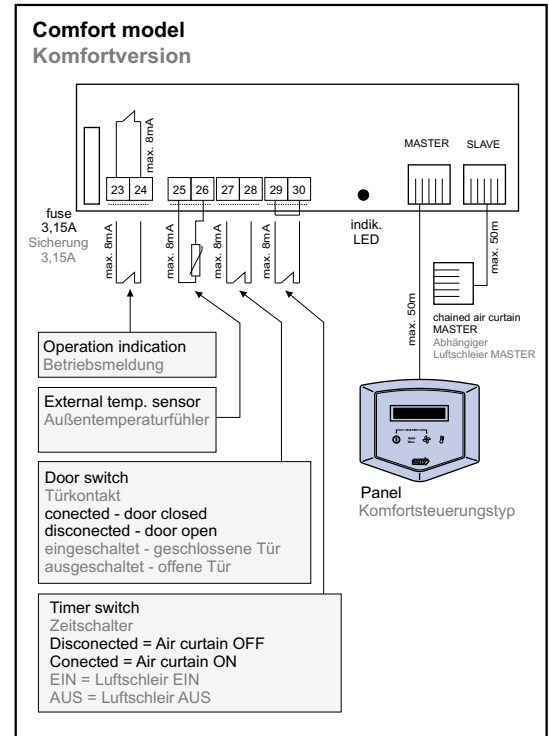 Comfort model
Komfortversion
max. 8mA
MASTER SLAVE
23 24 25 26 27 28 29 30
fuse
3,15A
Sicherung
3,15A
max. 8mA
max. 8mA
max. 8mA
max. 8mA
indik.
LED
max. 50m
max. 50m
chained air curtain
MASTER
Abhängiger
Luftschleier MASTER
Operation indication
Betriebsmeldung
External temp. sensor
Außentemperaturfühler
Door switch
Türkontakt
conected - door closed
disconected - door open
eingeschaltet - geschlossene Tür
ausgeschaltet - offene Tür
Panel
Komfortsteuerungstyp
Timer switch
Zeitschalter
Disconected = Air curtain OFF
Conected = Air curtain ON
EIN = Luftschleir EIN
AUS = Luftschleir AUS